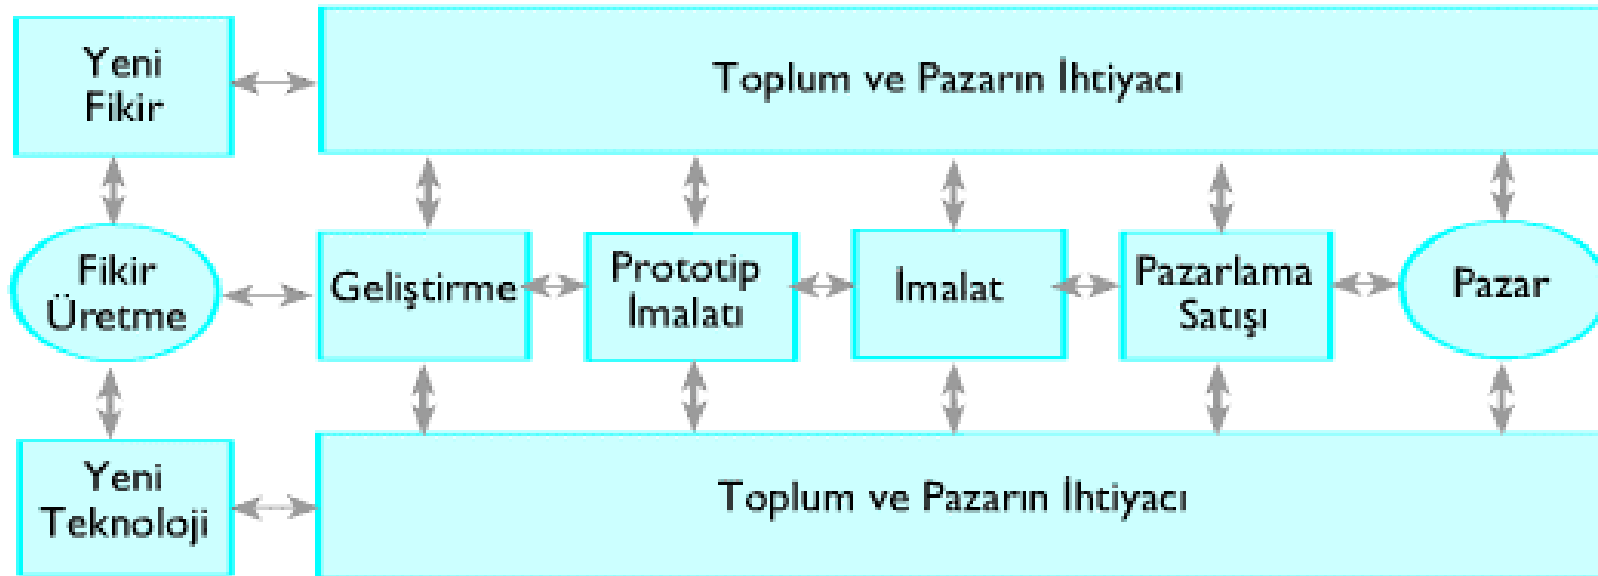 Yeni
Fikir
Toplum ve Pazarın İhtiyacı
Fikir
Üretme
Geliştirme
Prototip
İmalatı
İmalat
Pazarlama
Satışı
Pazar
Yeni
Teknoloji
Toplum ve Pazarın İhtiyacı